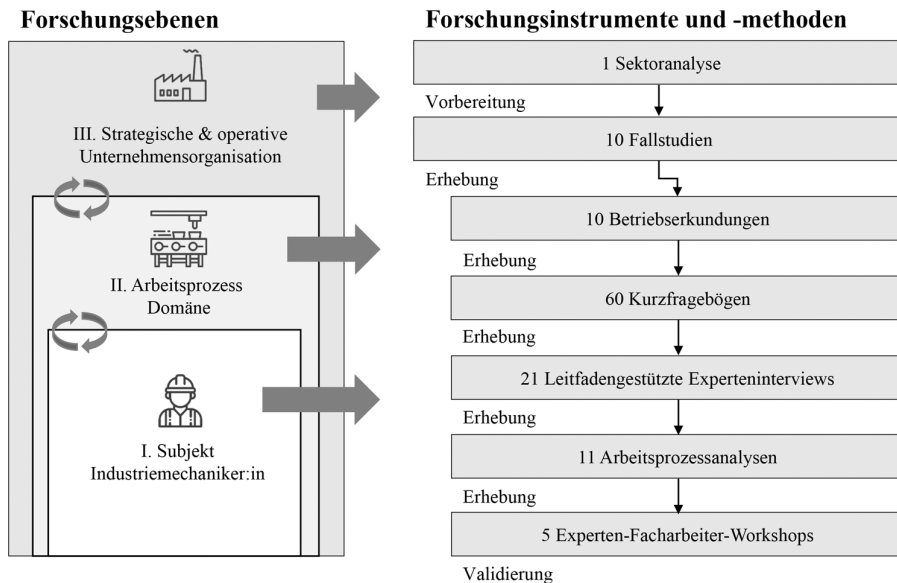 Forschungsebenen
III. Strategische & operative
Unternehmensorganisation
II. Arbeitsprozess
Domäne
I. Subjekt
Industriemechaniker:in
Forschungsinstrumente und -methoden
1 Sektoranalyse
Vorbereitung
10 Fallstudien
Erhebung
10 Betriebserkundungen
Erhebung
60 Kurzfragebögen
Erhebung
21 Leitfadengestützte Experteninterviews
Erhebung
11 Arbeitsprozessanalysen
Erhebung
5 Experten-Facharbeiter-Workshops
Validierung